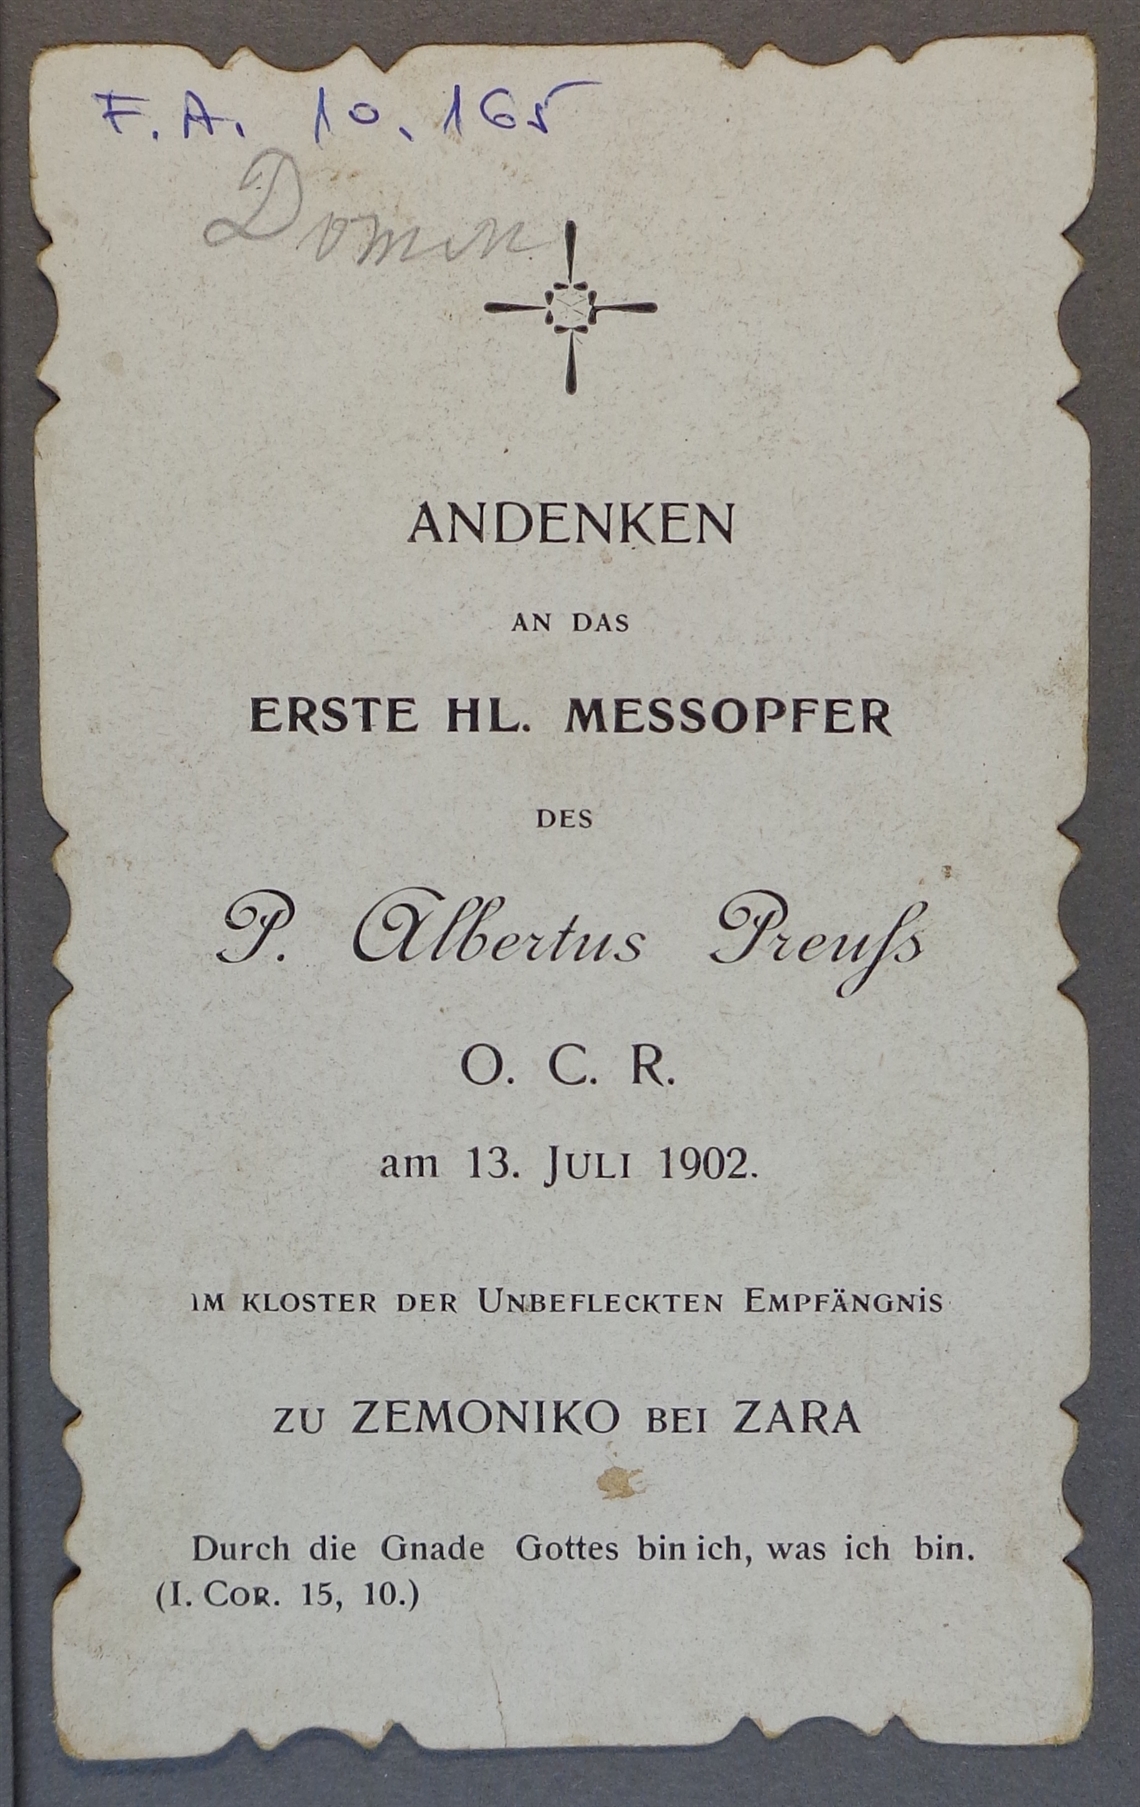 F. A. 10. 165
ANDENKEN
AN DAS
ERSTE HL. MESSOPFER
DES
P. Albertus Preuſs
O. C. R.
am 13. JULI 1902.
IM KLOSTER DER UNBEFLECKTEN EMPFÄNGNiS
ZU ZEMONIKO BEI ZARA
Durch die Gnade Gottes bin ich, was ich bin.
(I. COR. 15, 10.)